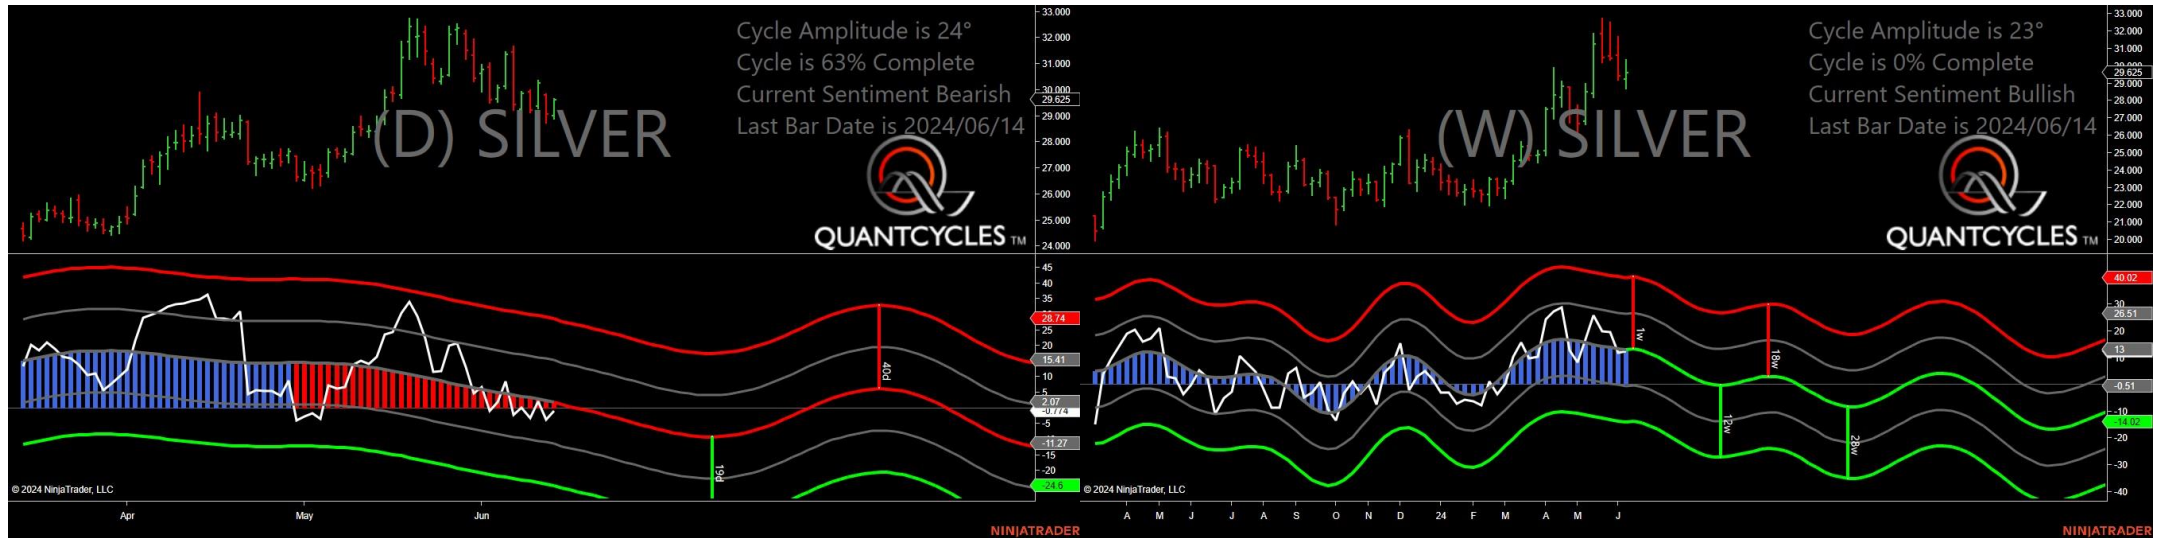 Cycle Amplitude is 24°
Cycle is 63% Complete
Current Sentiment Bearish
Last Bar Date is 2024/06/14
(D) SILVER
QUANTCYCLES TM
33.000
32.000
31.000
30.000
29.625
29.000
28.000
27.000
26.000
25.000
24.000
45
40
35
30
28.74
25
20
15.41
10
5
2.07
-0.774
-5
-11.27
-15
-20
-24.6
40d
19d
© 2024 NinjaTrader, LLC
Apr May Jun
NINJATRADER
Cycle Amplitude is 23°
Cycle is 0% Complete
Current Sentiment Bullish
Last Bar Date is 2024/06/14
(W) SILVER
QUANTCYCLES TM
33.000
32.000
31.000
29.625
29.000
28.000
27.000
26.000
25.000
24.000
23.000
22.000
21.000
20.000
40.02
30
26.51
20
13
-0.51
-10
-14.02
-20
-30
-40
1w
18w
12w
28w
© 2024 NinjaTrader, LLC
A M J J A S O N D 24 F M A M J
NINJATRADER